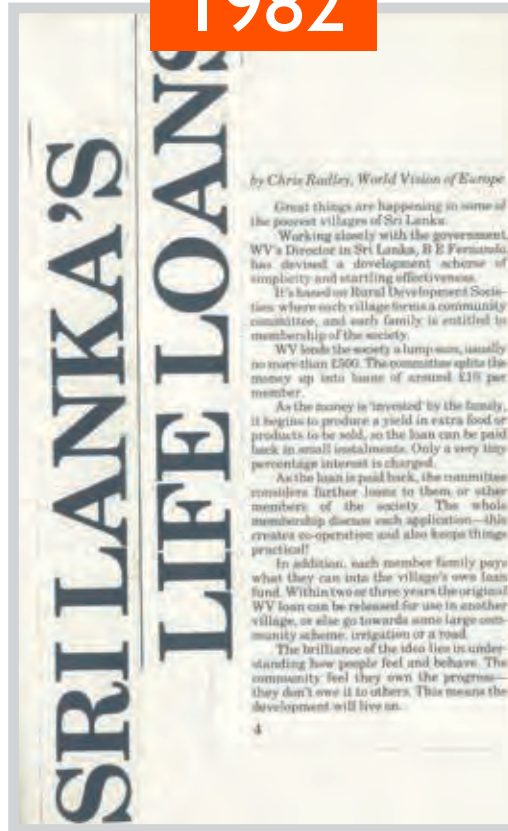 1982
SRI LANKA'S
LIFE LOANS
by Chris Radley, World Vision of Europe
Great things are happening in some of
the poorest villages of Sri Lanka.
Working closely with the government,
WV's Director in Sri Lanka, B E Fernando
has devised a development scheme of
simplicity and startling effectiveness.
It's based on Rural Development Socie-
ties where each village forms a community
committee, and each family is entitled to
membership of the society.
WV lends the society a lump sum, usually
no more than £500. The committee splits the
money up into loans of around £15 per
member.
As the money is 'invested' by the family,
it begins to produce a yield in extra food or
products to be sold, so the loan can be paid
back in small instalments. Only a very tiny
percentage interest is charged.
As the loan is paid back, the committee
considers further loans to them or other
members of the society. The whole
membership discuss each application—this
creates co-operation and also keeps things
practical!
In addition, each member family pays
what they can into the village's own loan
fund. Within two or three years the original
WV loan can be released for use in another
village, or else go towards some large com-
munity scheme, irrigation or a road.
The brilliance of the idea lies in under-
standing how people feel and behave. The
community feel they own the progress—
they don't owe it to others. This means the
development will live on.
4